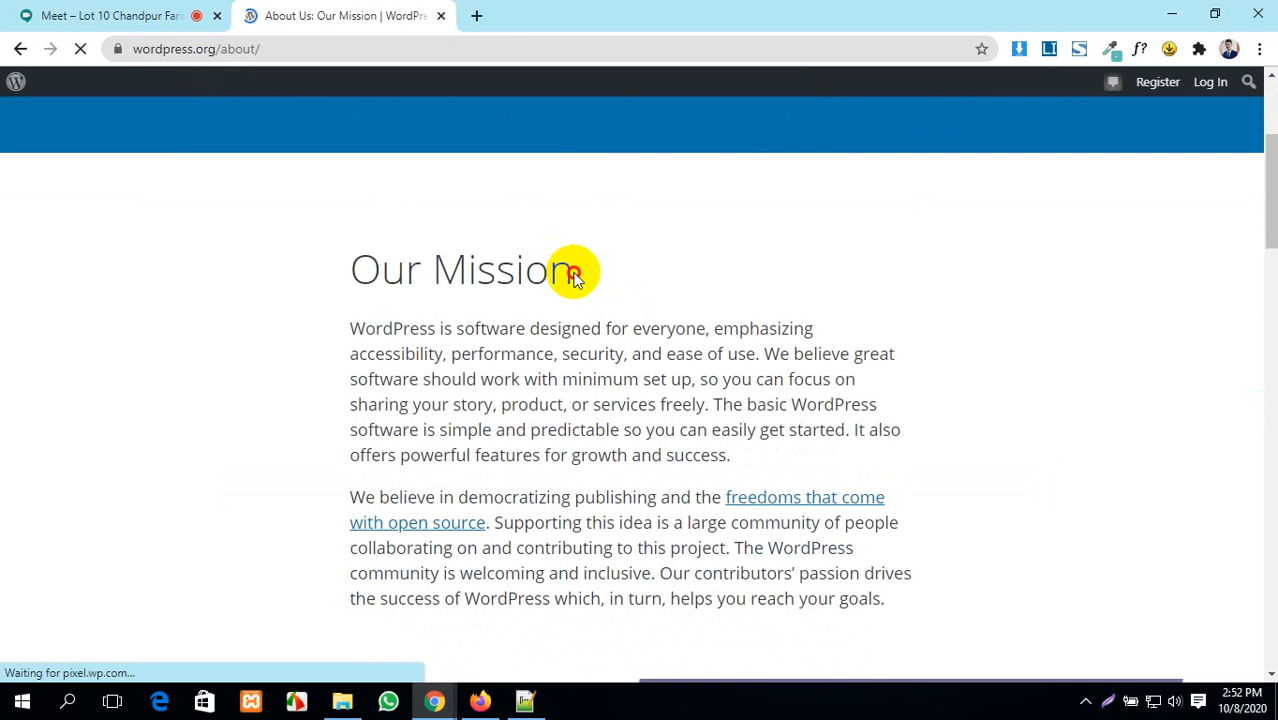 Meet – Lot 10 Chandpur Fari
About Us: Our Mission | WordPre
wordpress.org/about/
Register
Log In
Our Mission
WordPress is software designed for everyone, emphasizing
accessibility, performance, security, and ease of use. We believe great
software should work with minimum set up, so you can focus on
sharing your story, product, or services freely. The basic WordPress
software is simple and predictable so you can easily get started. It also
offers powerful features for growth and success.
We believe in democratizing publishing and the freedoms that come
with open source. Supporting this idea is a large community of people
collaborating on and contributing to this project. The WordPress
community is welcoming and inclusive. Our contributors’ passion drives
the success of WordPress which, in turn, helps you reach your goals.
Waiting for pixel.wp.com...
2:52 PM
10/8/2020